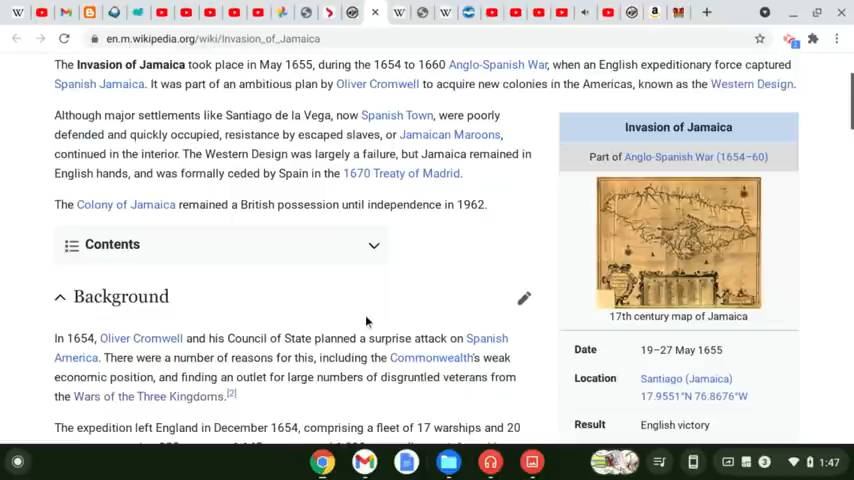 en.m.wikipedia.org/wiki/Invasion_of_Jamaica
The Invasion of Jamaica took place in May 1655, during the 1654 to 1660 Anglo-Spanish War, when an English expeditionary force captured
Spanish Jamaica. It was part of an ambitious plan by Oliver Cromwell to acquire new colonies in the Americas, known as the Western Design.
Although major settlements like Santiago de la Vega, now Spanish Town, were poorly
defended and quickly occupied, resistance by escaped slaves, or Jamaican Maroons,
continued in the interior. The Western Design was largely a failure, but Jamaica remained in
English hands, and was formally ceded by Spain in the 1670 Treaty of Madrid.
The Colony of Jamaica remained a British possession until independence in 1962.
Contents
Background
In 1654, Oliver Cromwell and his Council of State planned a surprise attack on Spanish
America. There were a number of reasons for this, including the Commonwealth's weak
economic position, and finding an outlet for large numbers of disgruntled veterans from
the Wars of the Three Kingdoms.[2]
The expedition left England in December 1654, comprising a fleet of 17 warships and 20
Invasion of Jamaica
Part of Anglo-Spanish War (1654–60)
17th century map of Jamaica
Date 19–27 May 1655
Location Santiago (Jamaica)
17.9551°N 76.8676°W
Result English victory
3 1:47